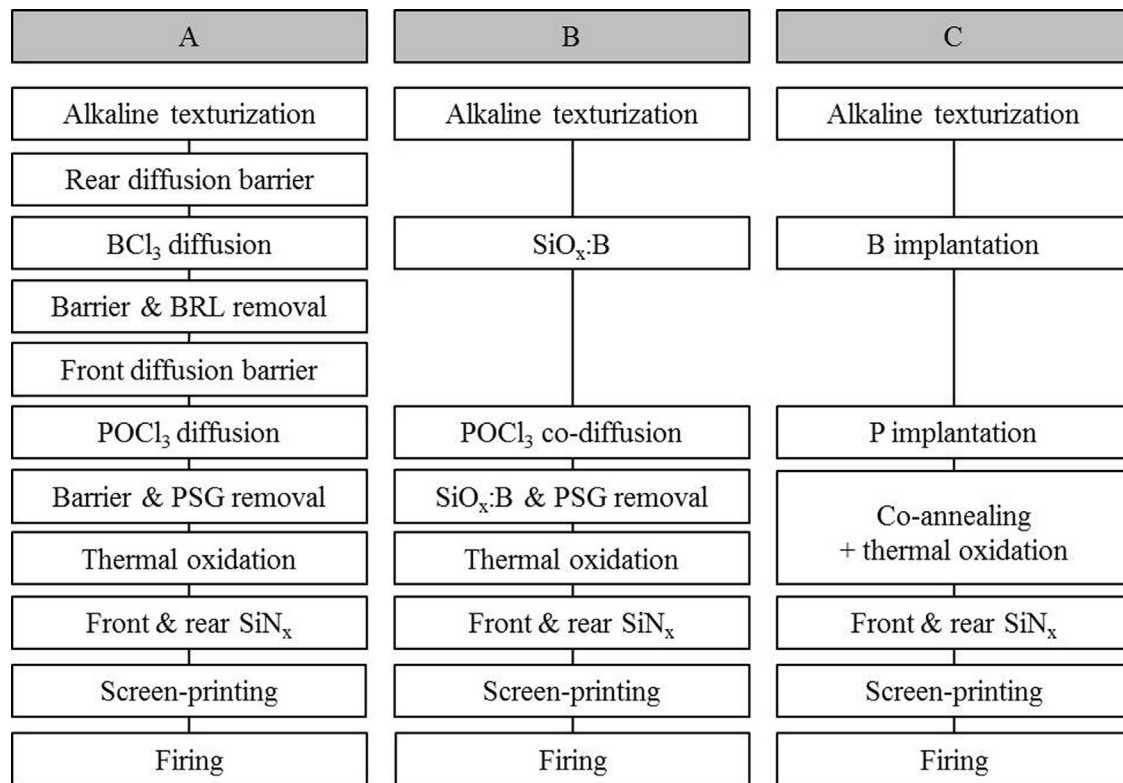 A
Alkaline texturization
Rear diffusion barrier
BCl₃ diffusion
Barrier & BRL removal
Front diffusion barrier
POCl₃ diffusion
Barrier & PSG removal
Thermal oxidation
Front & rear SiNₓ
Screen-printing
Firing
B
Alkaline texturization
SiOₓ:B
POCl₃ co-diffusion
SiOₓ:B & PSG removal
Thermal oxidation
Front & rear SiNₓ
Screen-printing
Firing
C
Alkaline texturization
B implantation
P implantation
Co-annealing
+ thermal oxidation
Front & rear SiNₓ
Screen-printing
Firing